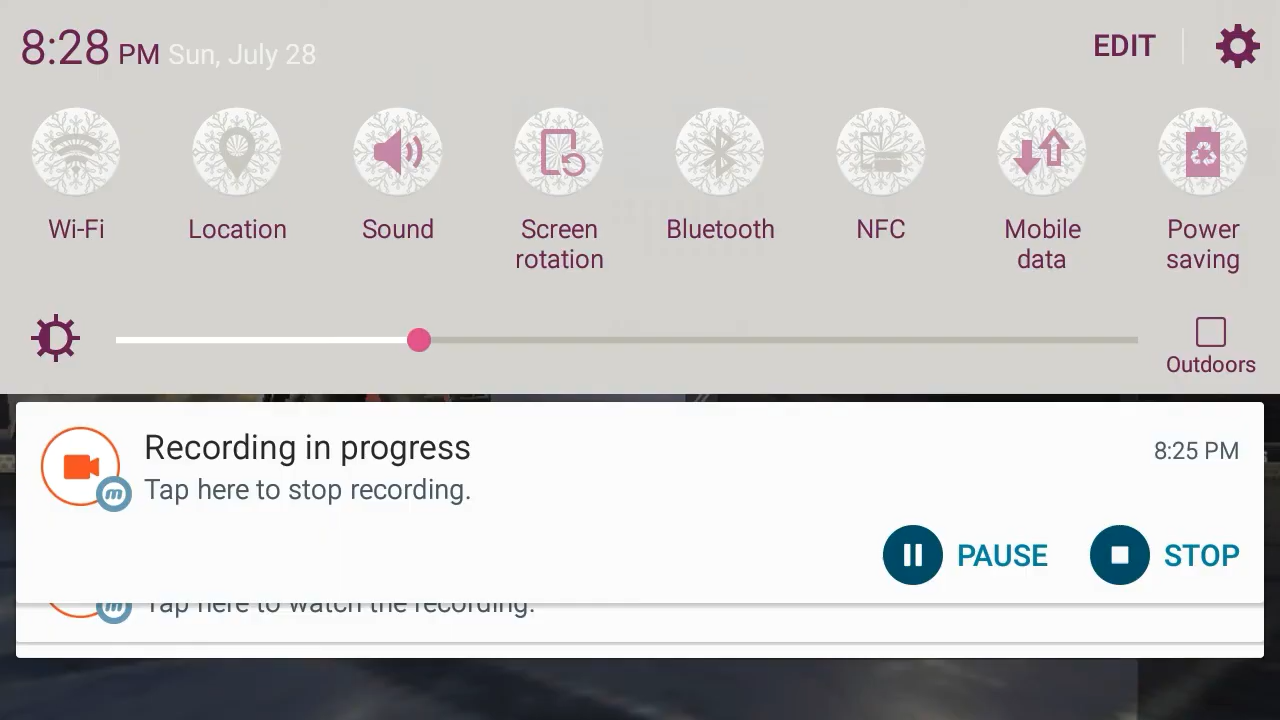 8:28 PM Sun, July 28
EDIT
Wi-Fi
Location
Sound
Screen
rotation
Bluetooth
NFC
Mobile
data
Power
saving
Outdoors
Recording in progress
8:25 PM
Tap here to stop recording.
PAUSE
STOP
Tap here to watch the recording.